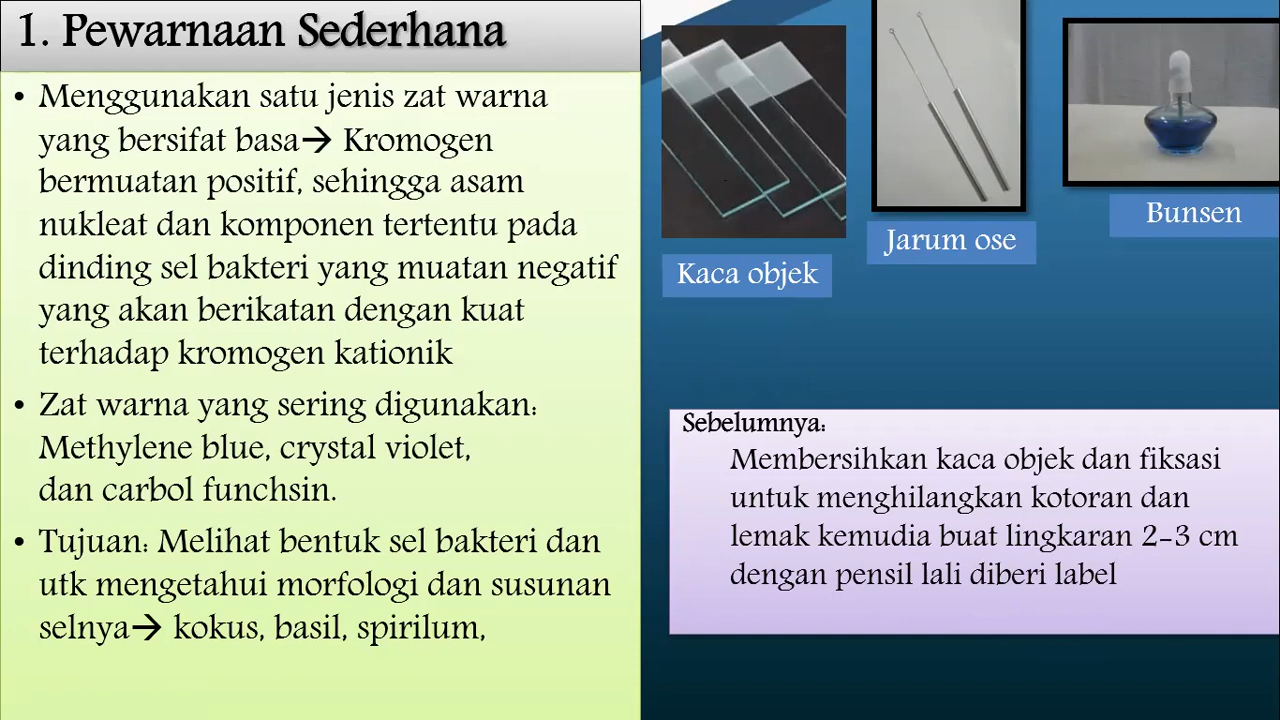 1. Pewarnaan Sederhana
• Menggunakan satu jenis zat warna
yang bersifat basa→ Kromogen
bermuatan positif, sehingga asam
nukleat dan komponen tertentu pada
dinding sel bakteri yang muatan negatif
yang akan berikatan dengan kuat
terhadap kromogen kationik
• Zat warna yang sering digunakan:
Methylene blue, crystal violet,
dan carbol funchsin.
• Tujuan: Melihat bentuk sel bakteri dan
utk mengetahui morfologi dan susunan
selnya→ kokus, basil, spirilum,
Kaca objek
Jarum ose
Bunsen
Sebelumnya:
Membersihkan kaca objek dan fiksasi
untuk menghilangkan kotoran dan
lemak kemudia buat lingkaran 2-3 cm
dengan pensil lali diberi label